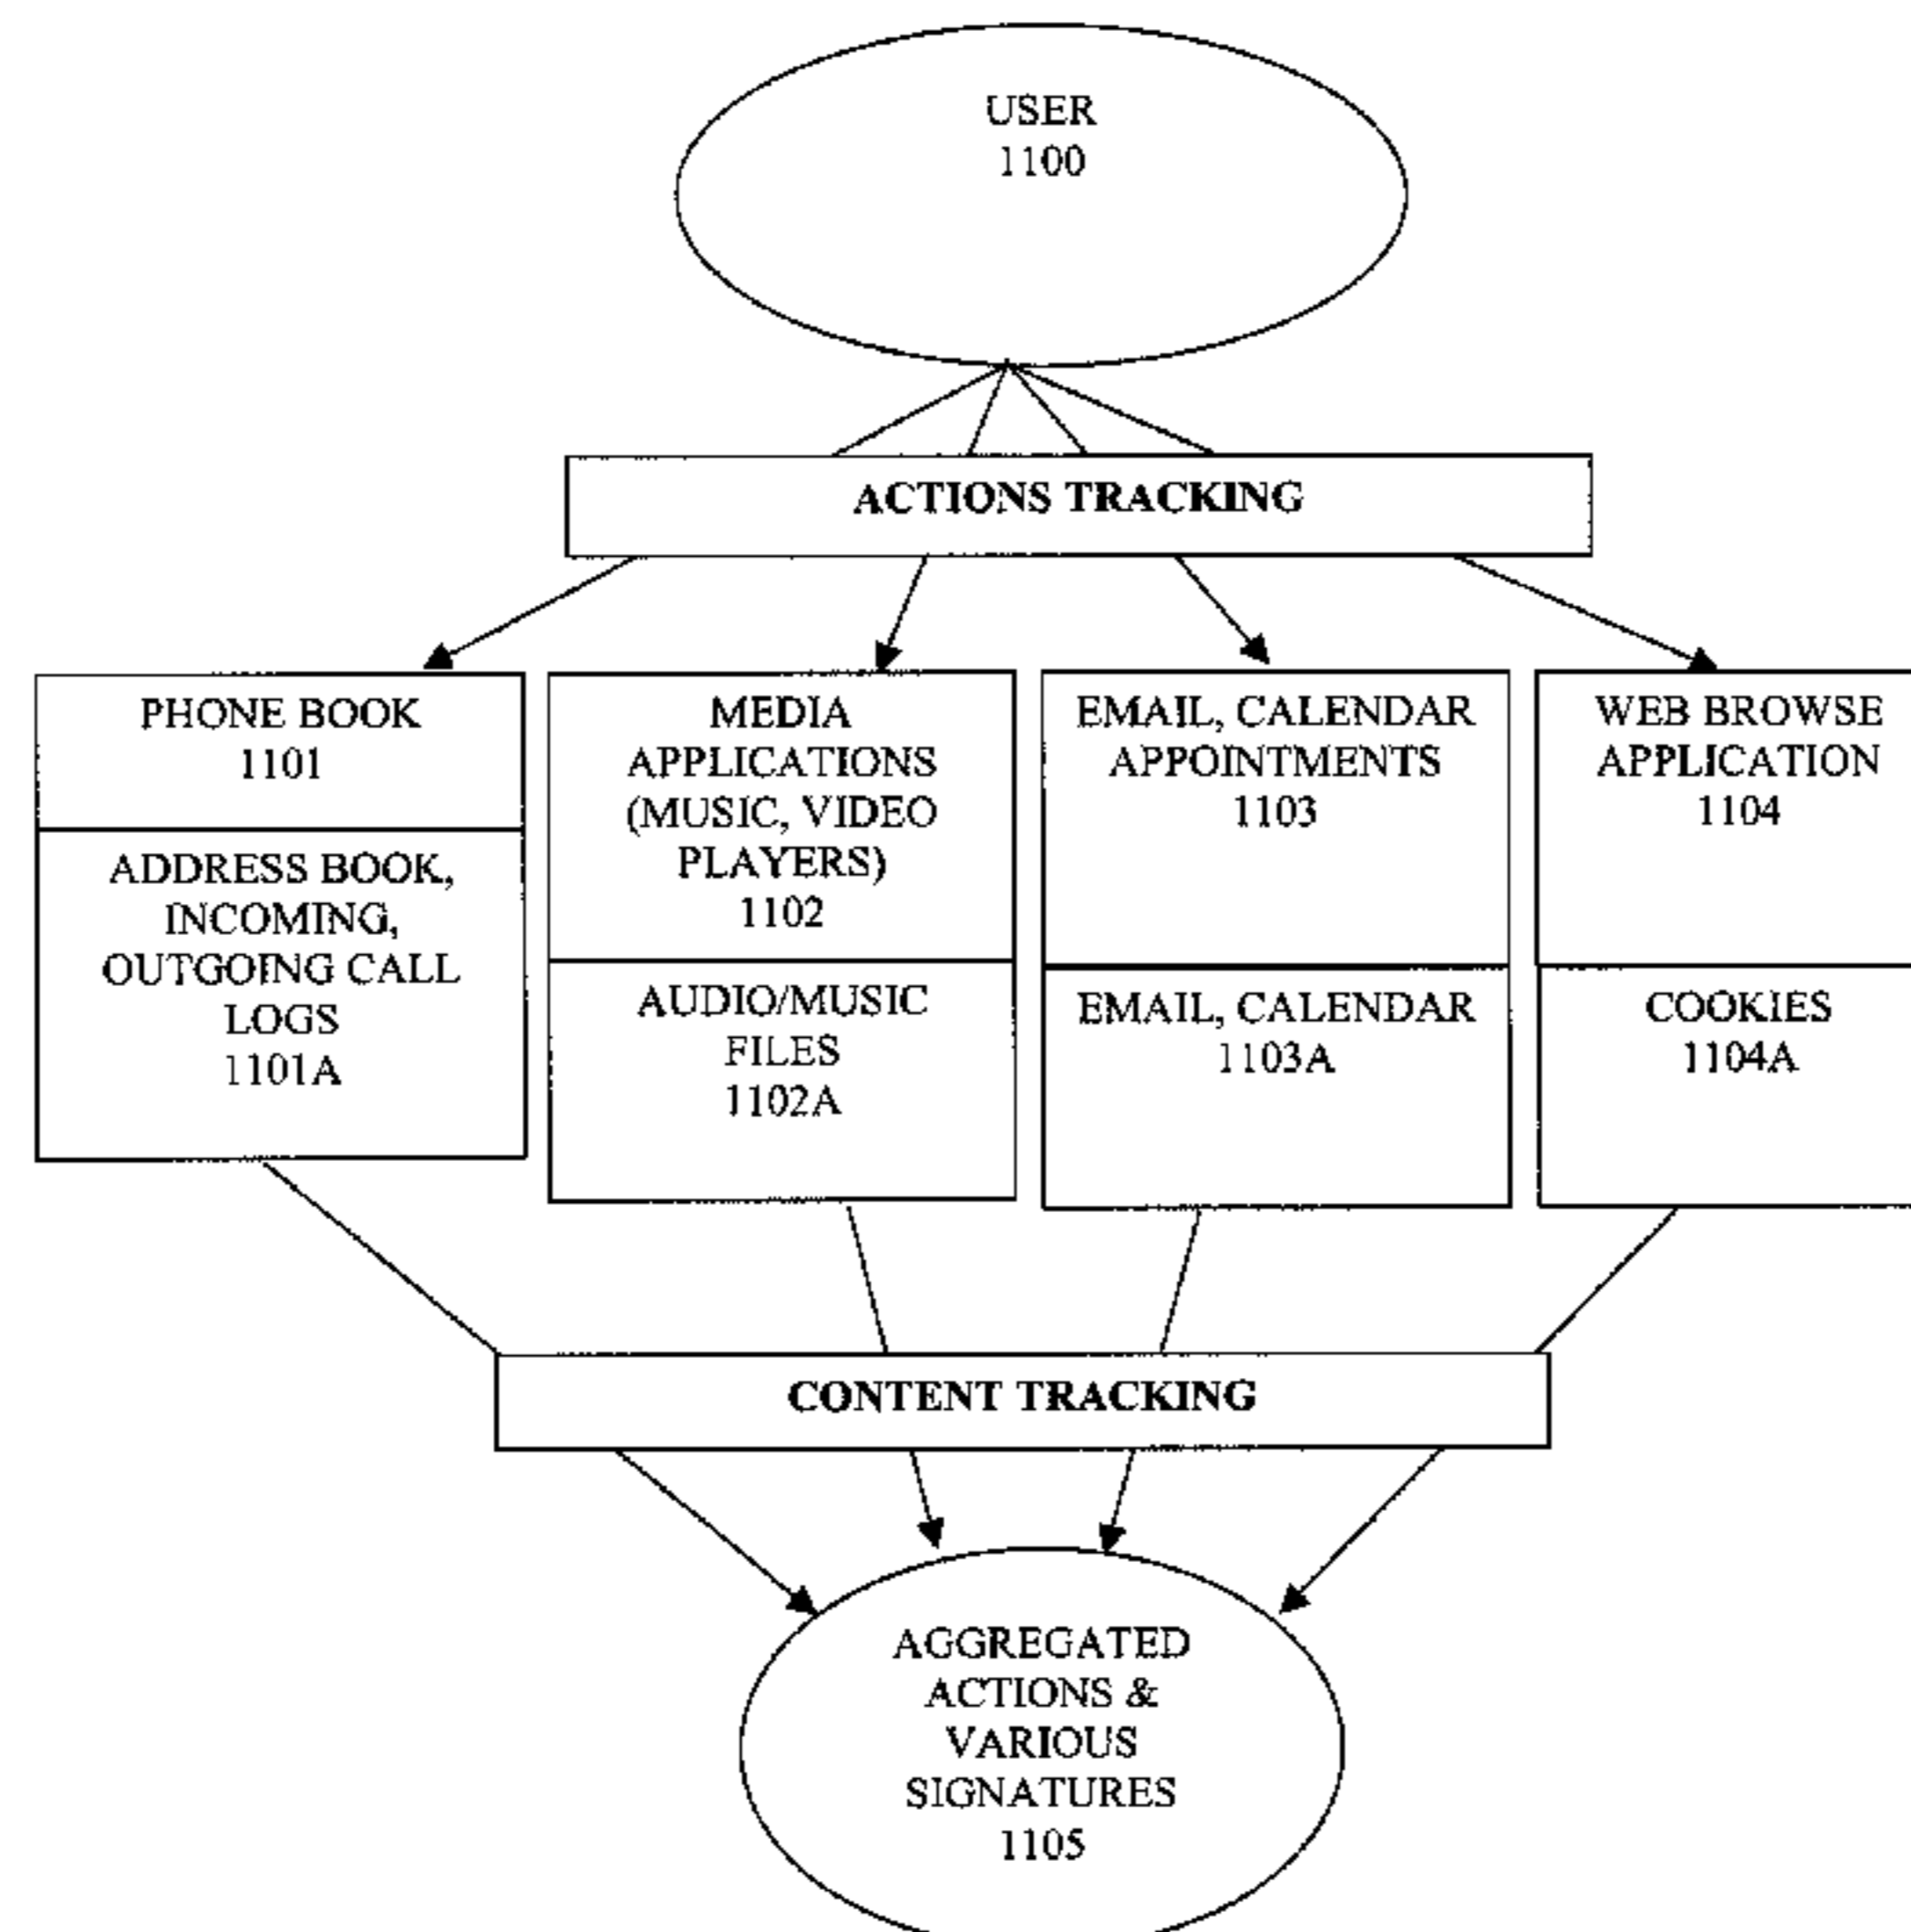 USER
1100
ACTIONS TRACKING
PHONE BOOK
1101
ADDRESS BOOK,
INCOMING,
OUTGOING CALL
LOGS
1101A
MEDIA
APPLICATIONS
(MUSIC, VIDEO
PLAYERS)
1102
AUDIO/MUSIC
FILES
1102A
EMAIL, CALENDAR
APPOINTMENTS
1103
EMAIL, CALENDAR
1103A
WEB BROWSE
APPLICATION
1104
COOKIES
1104A
CONTENT TRACKING
AGGREGATED
ACTIONS &
VARIOUS
SIGNATURES
1105